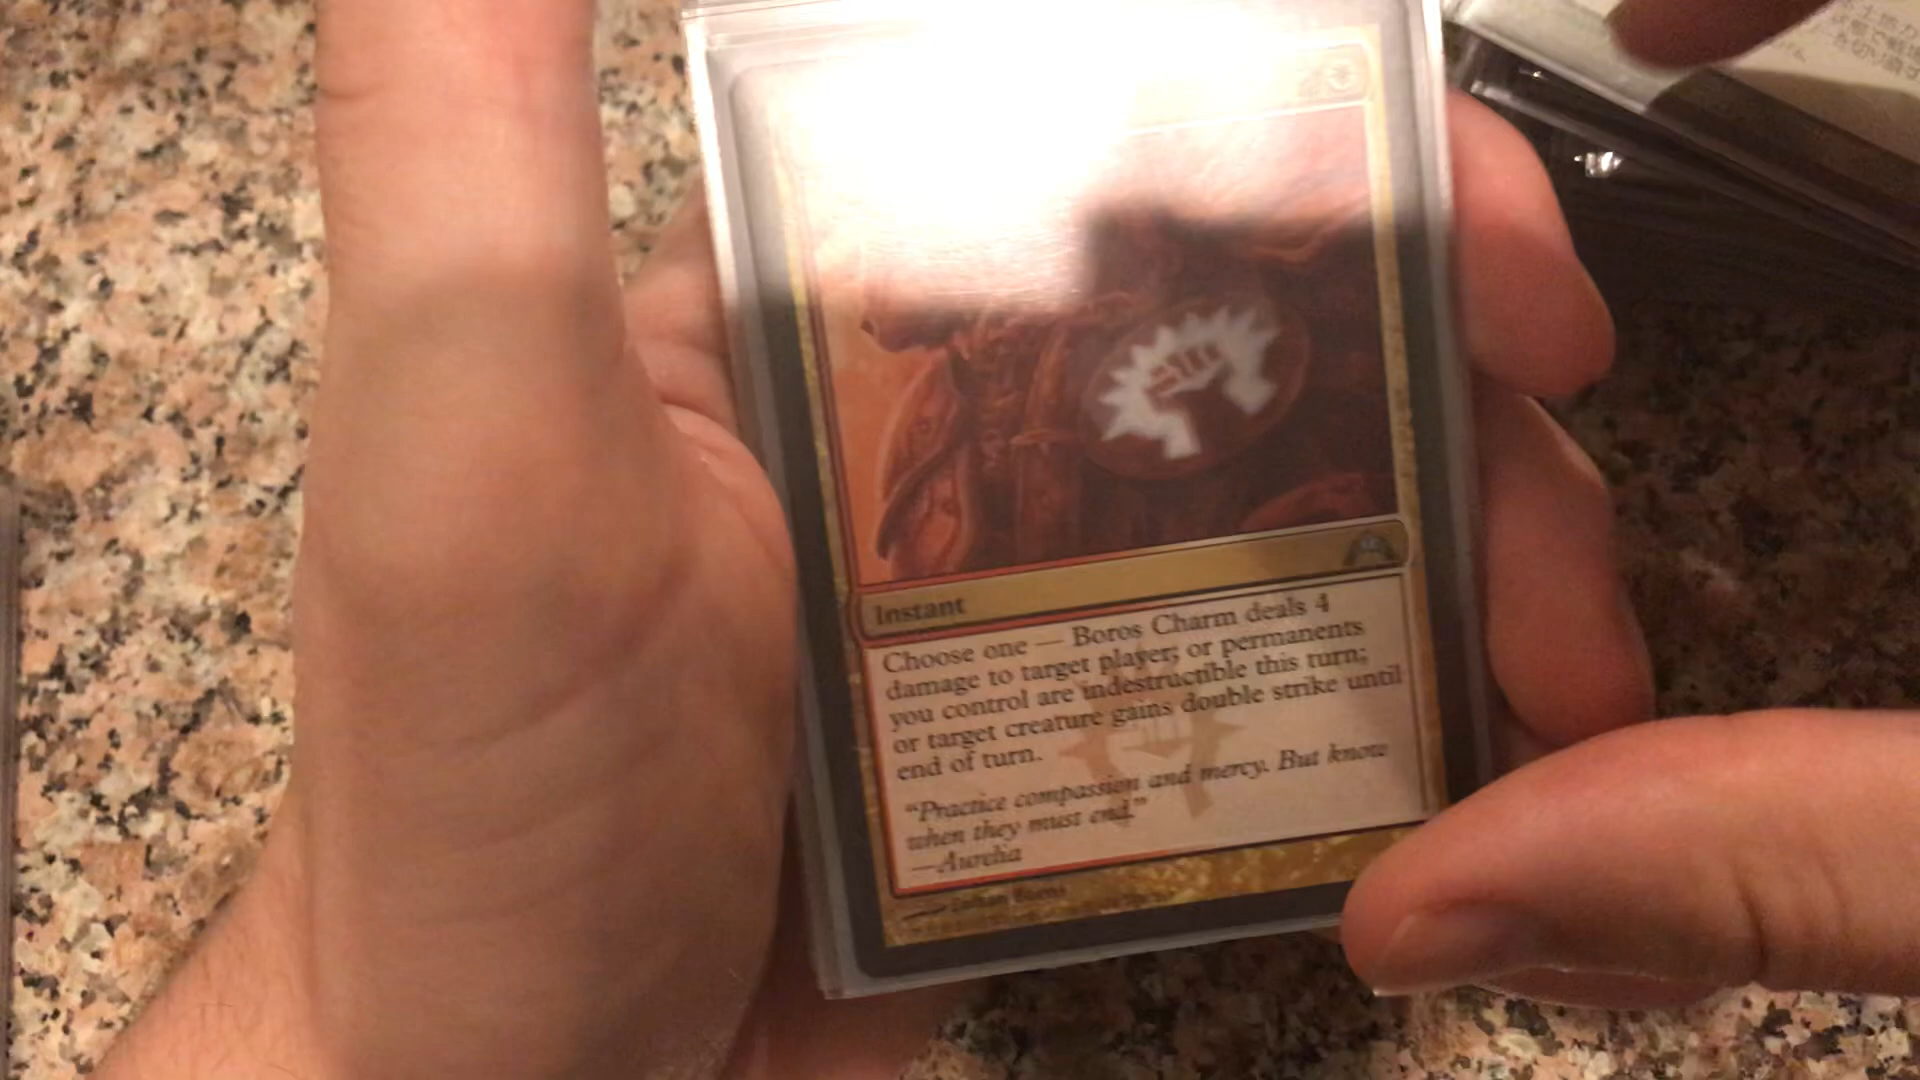 Instant
Choose one — Boros Charm deals 4
damage to target player; or permanents
you control are indestructible this turn;
or target creature gains double strike until
end of turn.
“Practice compassion and mercy. But know
when they must end.”
—Aurelia